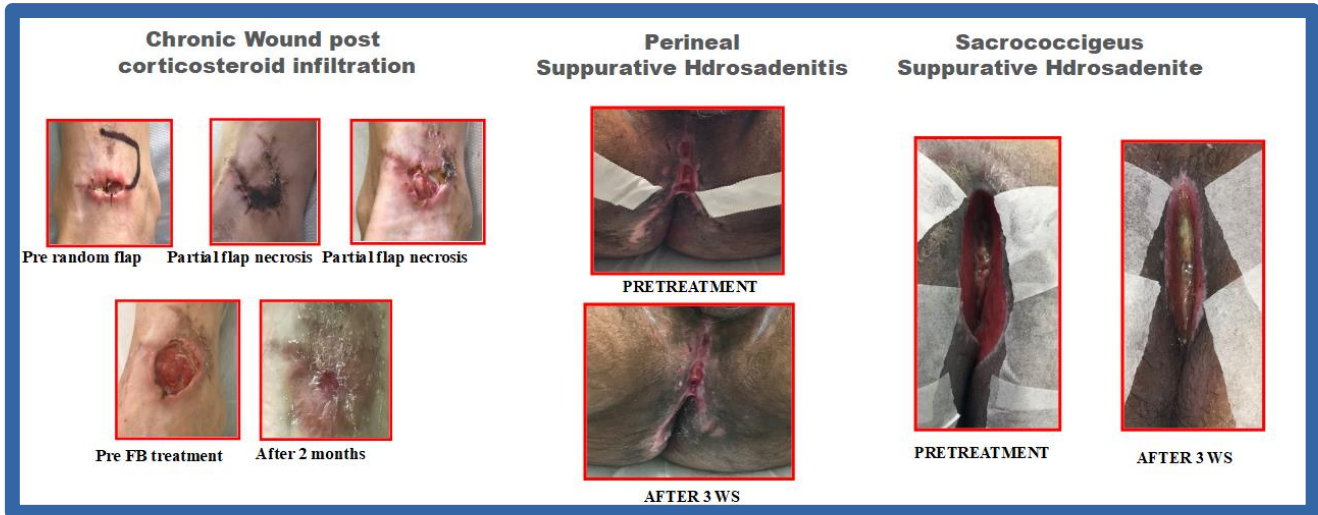 Chronic Wound post
corticosteroid infiltration
Pre random flap
Partial flap necrosis
Partial flap necrosis
Pre FB treatment
After 2 months
Perineal
Suppurative Hdrosadenitis
PRETREATMENT
AFTER 3 WS
Sacrococcigeus
Suppurative Hdrosadenite
PRETREATMENT
AFTER 3 WS